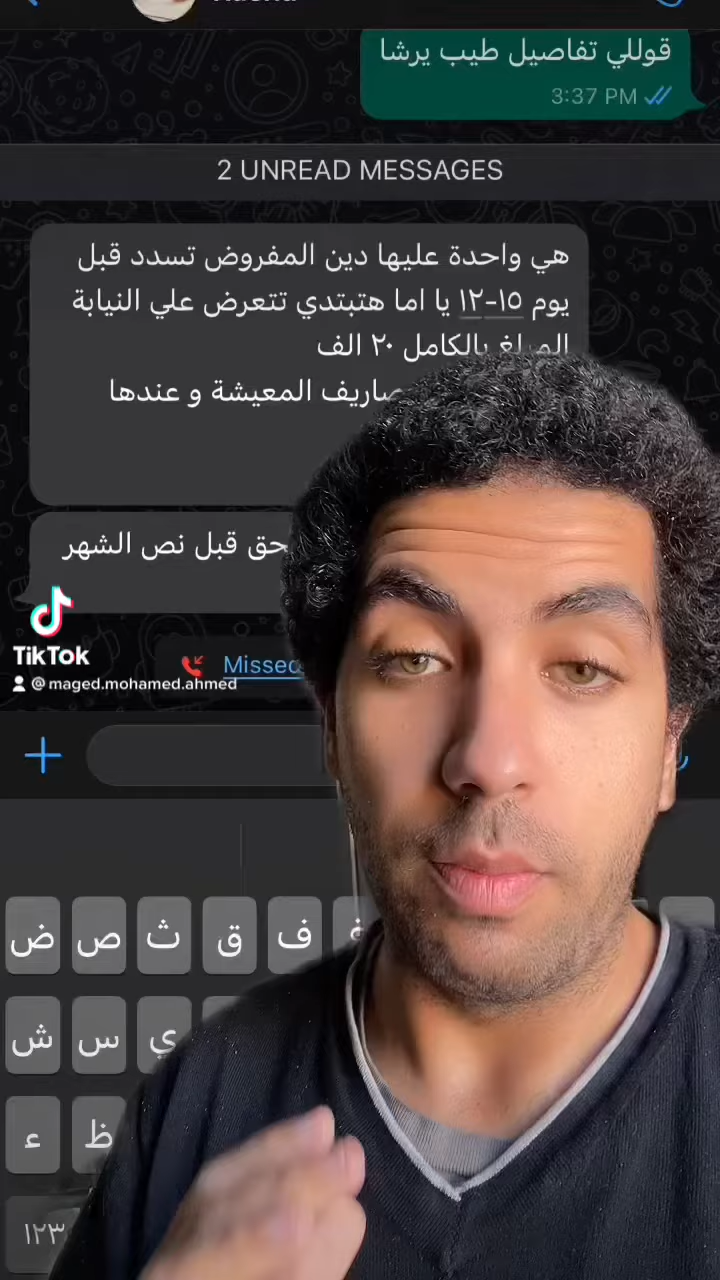 قوللي تفاصيل طيب يرشا
3:37 PM
2 UNREAD MESSAGES
هي واحدة عليها دين المفروض تسدد قبل
يوم ١٥-١٢ يا اما هتبتدي تتعرض علي النيابة
المبلغ بالكامل ٢٠ الف
المعيشة و عندها
قبل نص الشهر
TikTok
Missed
@maged.mohamed.ahmed
ض ص ث ق ف
ش س ي
ء ظ
١٢٣